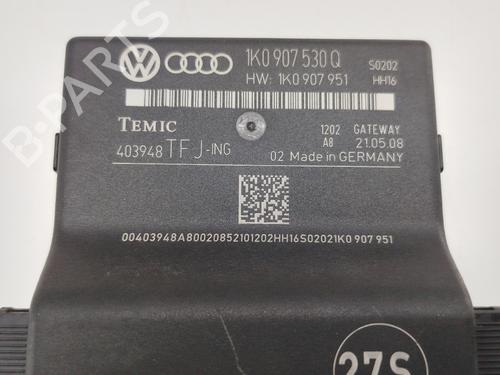 1K0 907 530 Q
S0202
HW: 1K0 907 951
HH16
TEMIC
1202 GATEWAY
A8 21.05.08
403948 TFJ-ING
02 Made in GERMANY
00403948A80020852101202HH16S02021K0 907 951
27S
B-Parts